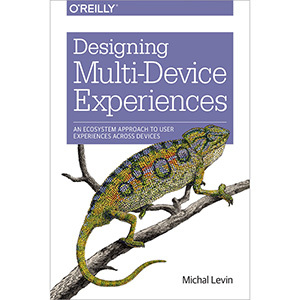 O'REILLY®
Designing
Multi-Device
Experiences
AN ECOSYSTEM APPROACH TO USER
EXPERIENCES ACROSS DEVICES
Michal Levin